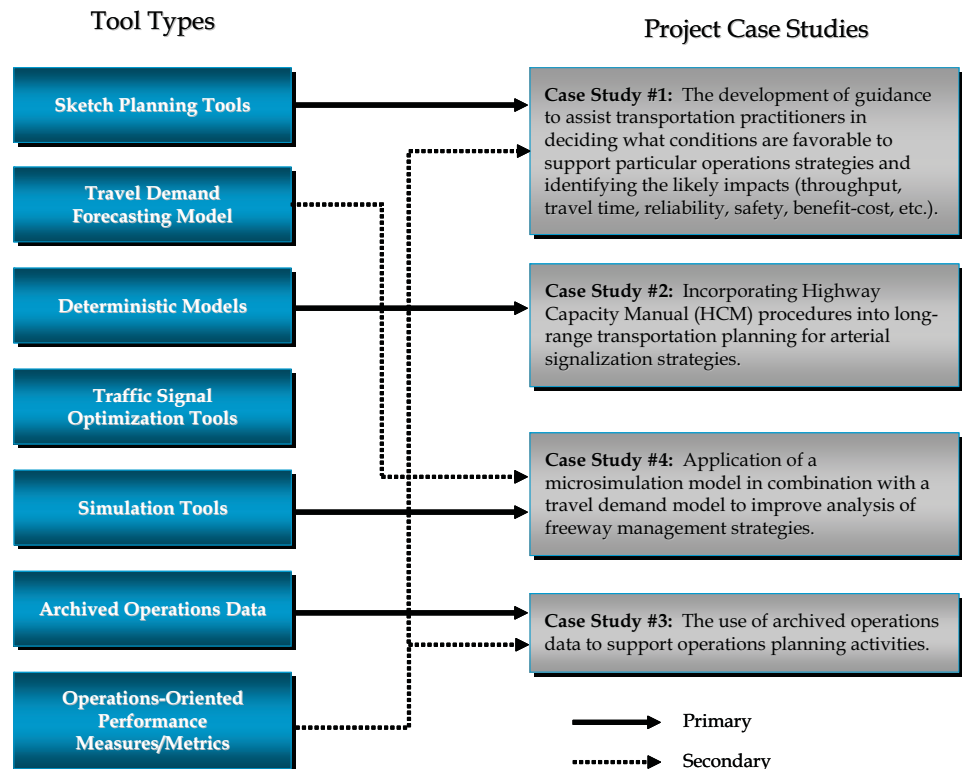 Tool Types
Project Case Studies
Sketch Planning Tools
Travel Demand
Forecasting Model
Deterministic Models
Traffic Signal
Optimization Tools
Simulation Tools
Archived Operations Data
Operations-Oriented
Performance
Measures/Metrics
Case Study #1: The development of guidance
to assist transportation practitioners in
deciding what conditions are favorable to
support particular operations strategies and
identifying the likely impacts (throughput,
travel time, reliability, safety, benefit-cost, etc.).
Case Study #2: Incorporating Highway
Capacity Manual (HCM) procedures into long-
range transportation planning for arterial
signalization strategies.
Case Study #4: Application of a
microsimulation model in combination with a
travel demand model to improve analysis of
freeway management strategies.
Case Study #3: The use of archived operations
data to support operations planning activities.
Primary
Secondary